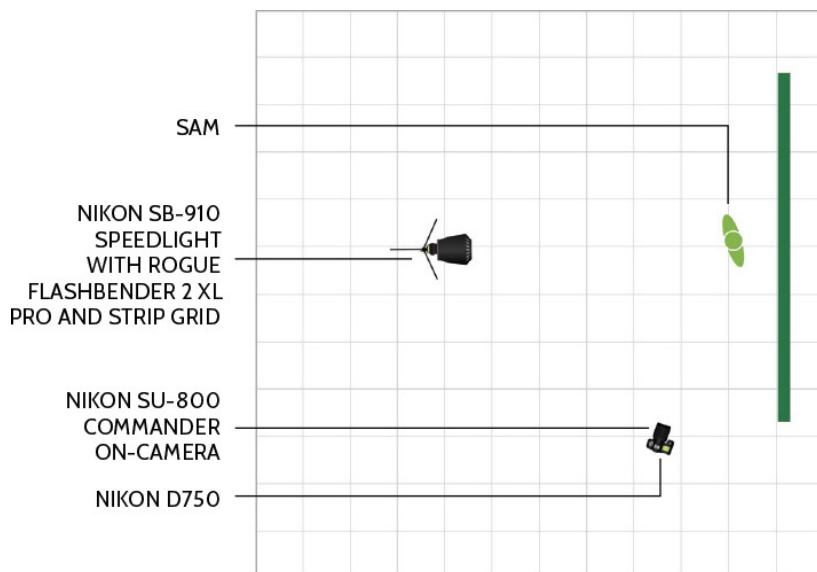 SAM
NIKON SB-910
SPEEDLIGHT
WITH ROGUE
FLASHBENDER 2 XL
PRO AND STRIP GRID
NIKON SU-800
COMMANDER
ON-CAMERA
NIKON D750